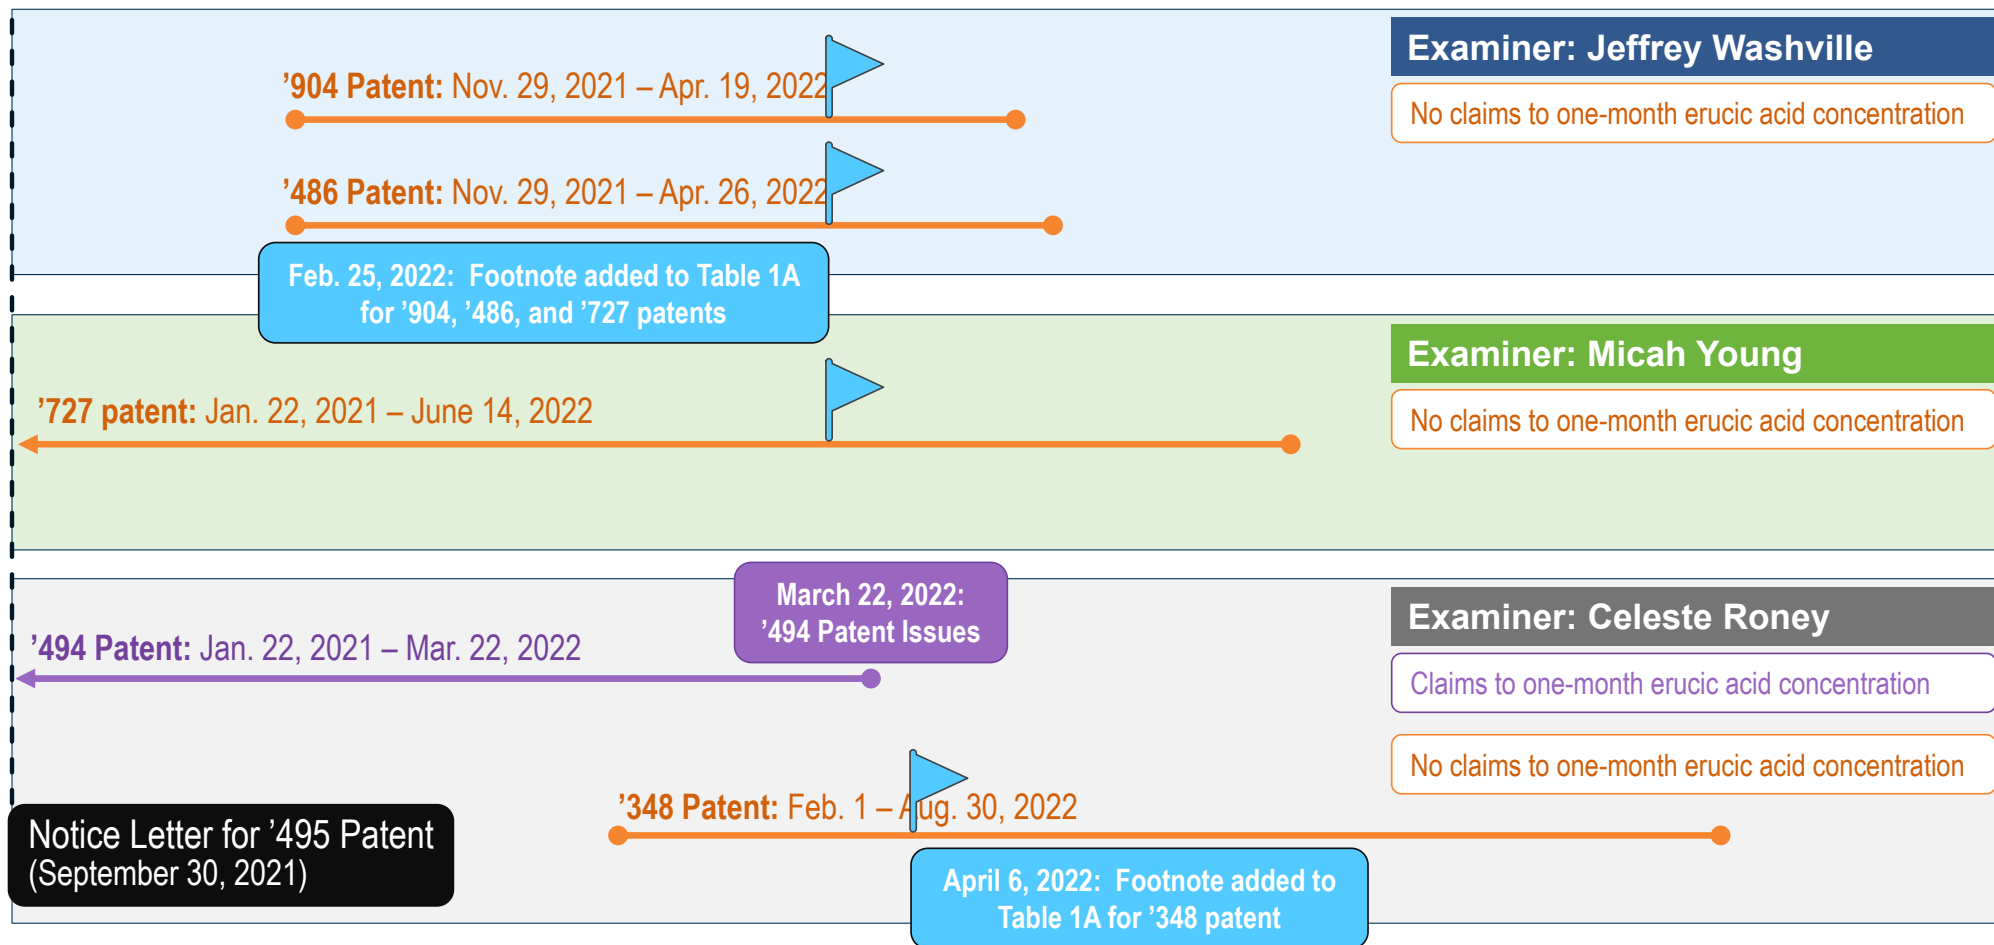 Examiner: Jeffrey Washville
No claims to one-month erucic acid concentration
’904 Patent: Nov. 29, 2021 – Apr. 19, 2022
’486 Patent: Nov. 29, 2021 – Apr. 26, 2022
Feb. 25, 2022:  Footnote added to Table 1A
for ’904, ’486, and ’727 patents
Examiner: Micah Young
No claims to one-month erucic acid concentration
’727 patent: Jan. 22, 2021 – June 14, 2022
March 22, 2022:
’494 Patent Issues
Examiner: Celeste Roney
’494 Patent: Jan. 22, 2021 – Mar. 22, 2022
Claims to one-month erucic acid concentration
No claims to one-month erucic acid concentration
’348 Patent: Feb. 1 – Aug. 30, 2022
Notice Letter for ’495 Patent
(September 30, 2021)
April 6, 2022:  Footnote added to
Table 1A for ’348 patent